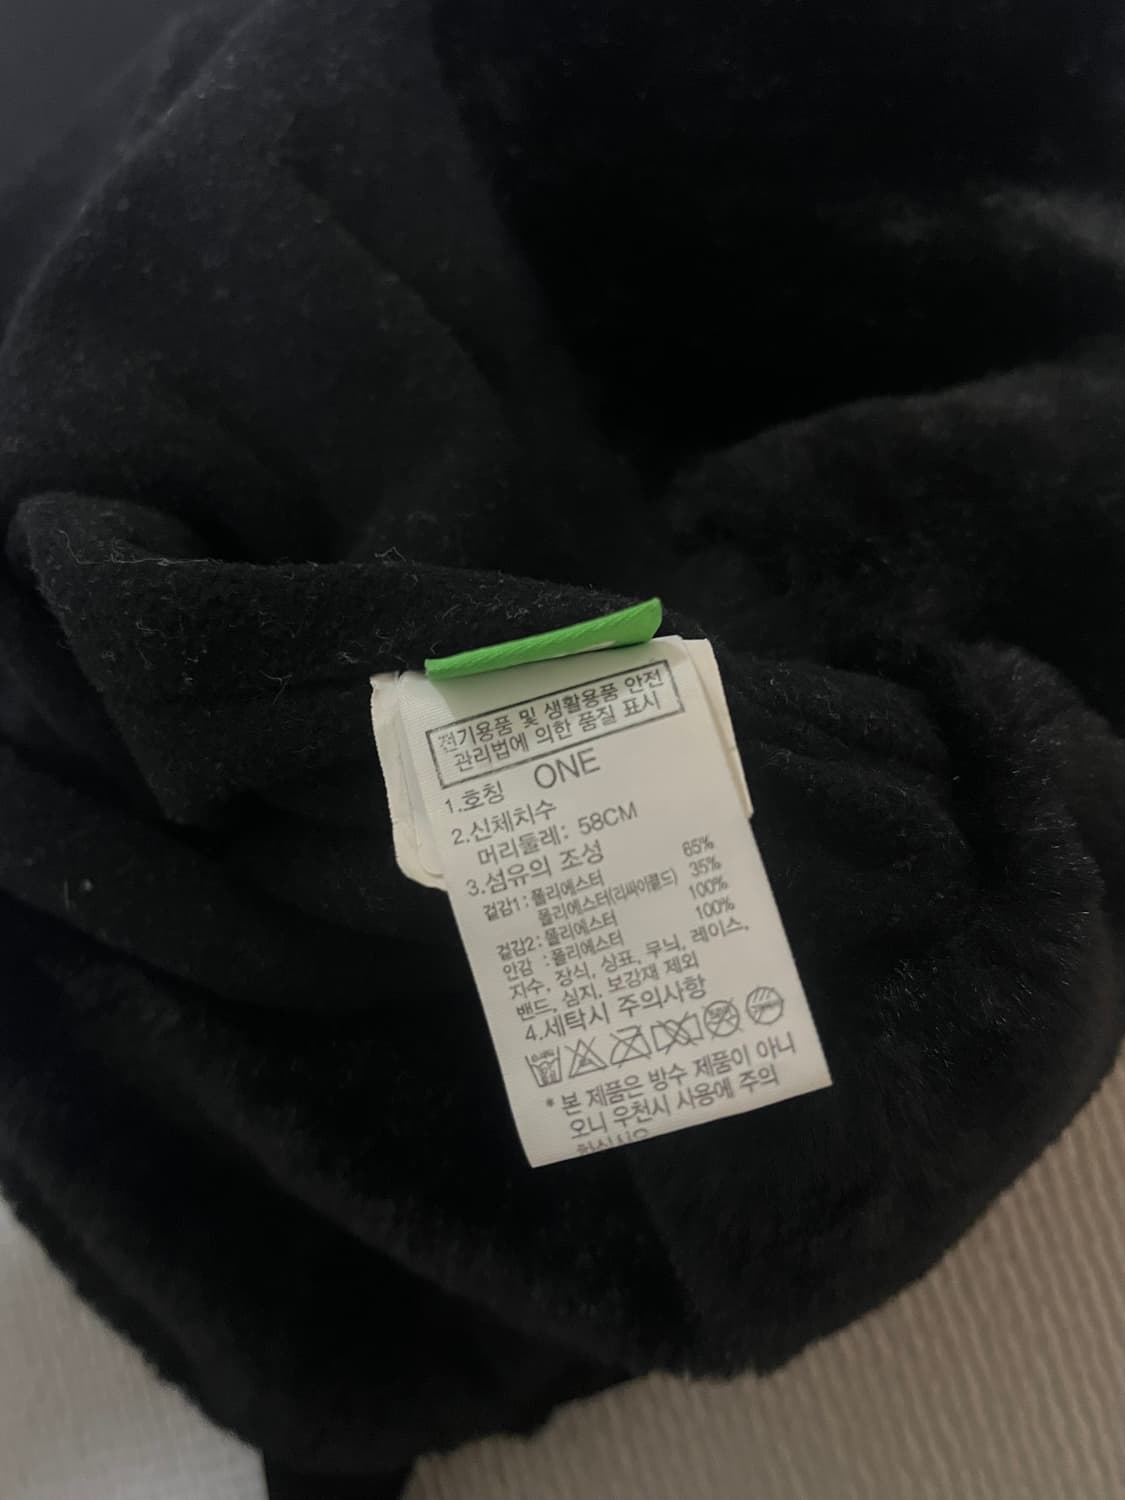 전기용품 및 생활용품 안전
관리법에 의한 품질 표시
1.호칭 ONE
2.신체치수
머리둘레: 58CM
3.섬유의 조성
겉감1: 폴리에스터 65%
폴리에스터(리싸이클드) 35%
겉감2: 폴리에스터 100%
안감 : 폴리에스터 100%
자수, 장식, 상표, 무늬, 레이스,
밴드, 심지, 보강재 제외
4.세탁시 주의사항
* 본 제품은 방수 제품이 아니
오니 우천시 사용에 주의
하십시오